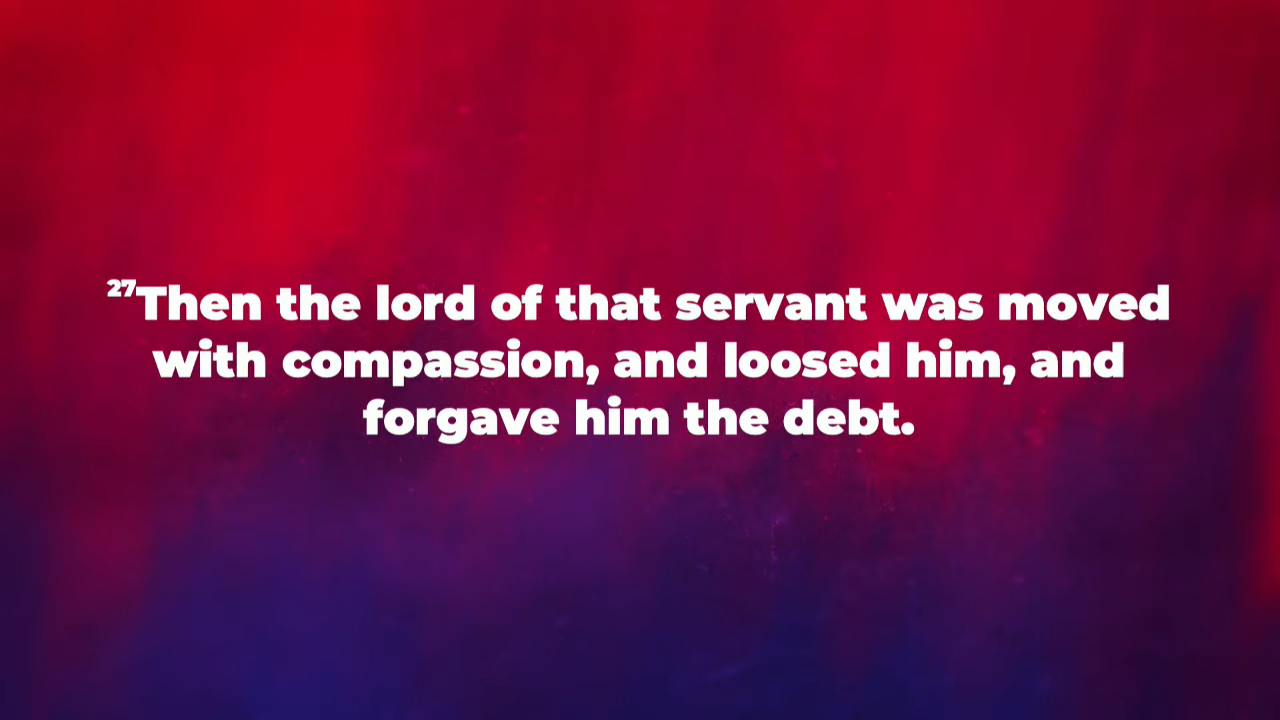 27Then the lord of that servant was moved
with compassion, and loosed him, and
forgave him the debt.